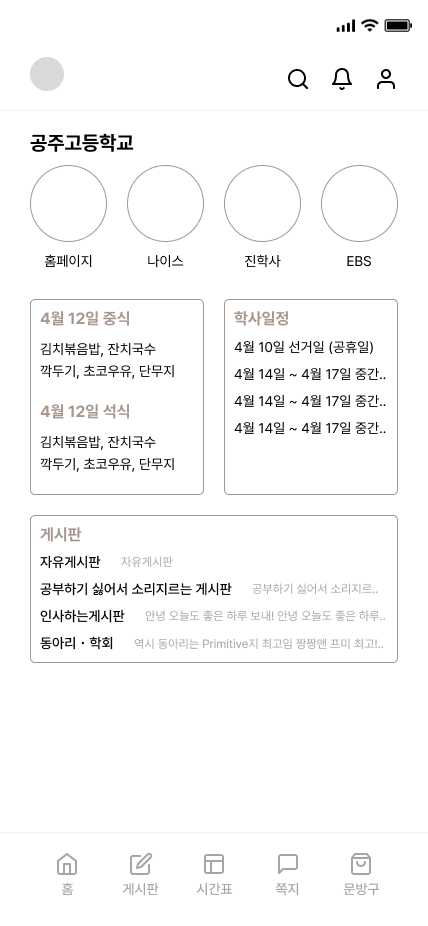 공주고등학교
홈페이지 나이스 진학사 EBS
4월 12일 중식
김치볶음밥, 잔치국수
깍두기, 초코우유, 단무지
4월 12일 석식
김치볶음밥, 잔치국수
깍두기, 초코우유, 단무지
학사일정
4월 10일 선거일 (공휴일)
4월 14일 ~ 4월 17일 중간..
4월 14일 ~ 4월 17일 중간..
4월 14일 ~ 4월 17일 중간..
게시판
자유게시판 자유게시판
공부하기 싫어서 소리지르는 게시판 공부하기 싫어서 소리지르..
인사하는게시판 안녕 오늘도 좋은 하루 보내! 안녕 오늘도 좋은 하루..
동아리 · 학회 역시 동아리는 Primitive지 최고임 짱짱맨 프미 최고!..
홈 게시판 시간표 쪽지 문방구